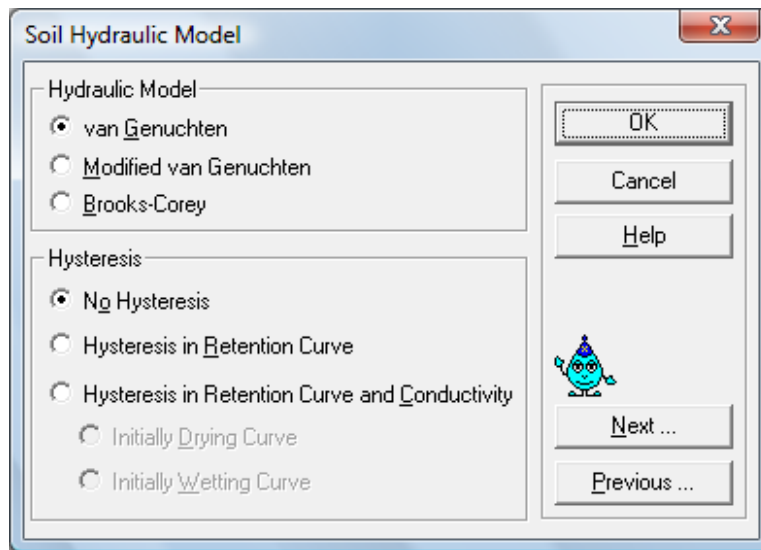 Soil Hydraulic Model
X
Hydraulic Model
van Genuchten
Modified van Genuchten
Brooks-Corey
Hysteresis
No Hysteresis
Hysteresis in Retention Curve
Hysteresis in Retention Curve and Conductivity
Initially Drying Curve
Initially Wetting Curve
OK
Cancel
Help
Next ...
Previous ...